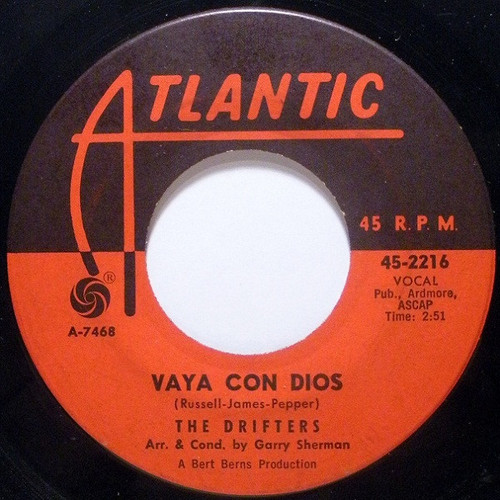 ATLANTIC
45 R.P.M.
45-2216
VOCAL
Pub., Ardmore,
ASCAP
Time: 2:51
®
A-7468
VAYA CON DIOS
(Russell-James-Pepper)
THE DRIFTERS
Arr. & Cond. by Garry Sherman
A Bert Berns Production